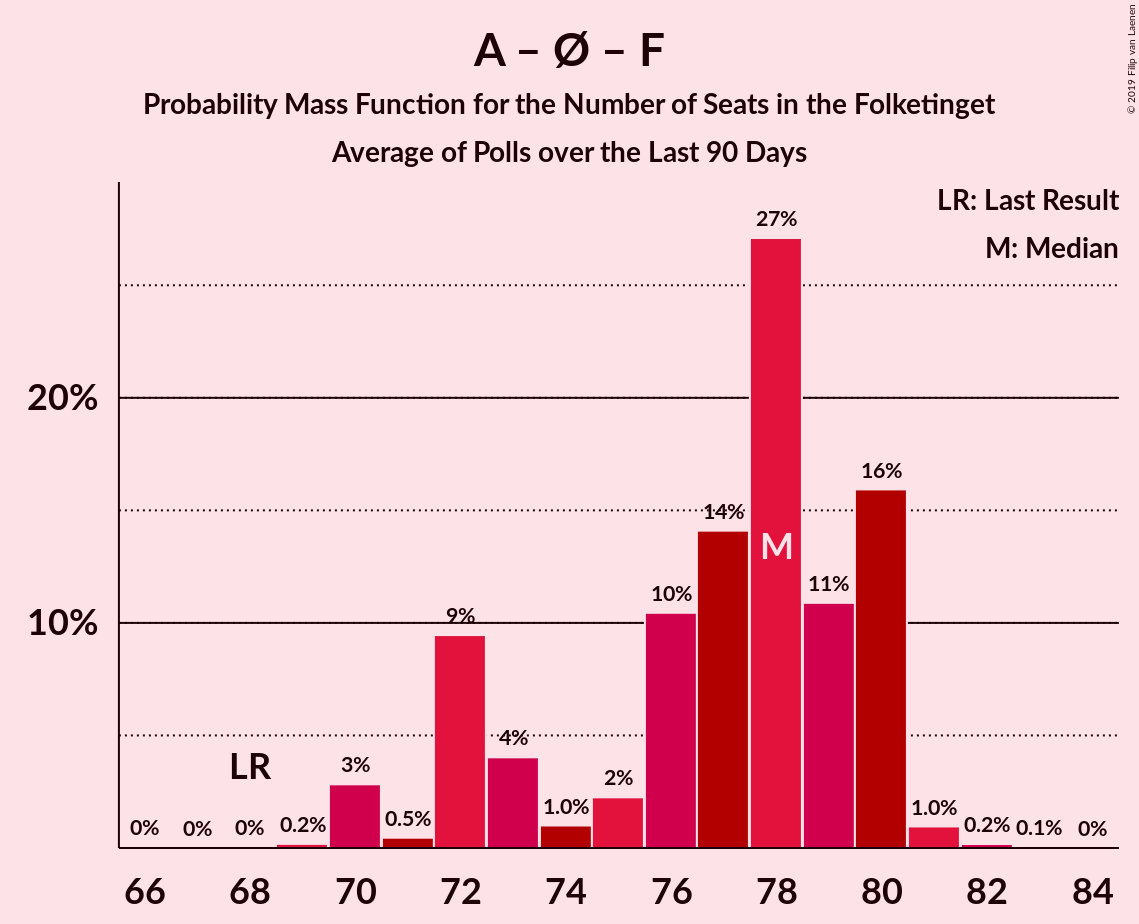 A – Ø – F
Probability Mass Function for the Number of Seats in the Folketinget
Average of Polls over the Last 90 Days
© 2019 Filip van Laenen
LR: Last Result
M: Median
27%
20%
16%
14%
M
11%
10%
10%
9%
4%
LR
3%
2%
0% 0% 0% 0.2% 0.5% 1.0% 1.0% 0.2% 0.1% 0%
66 68 70 72 74 76 78 80 82 84